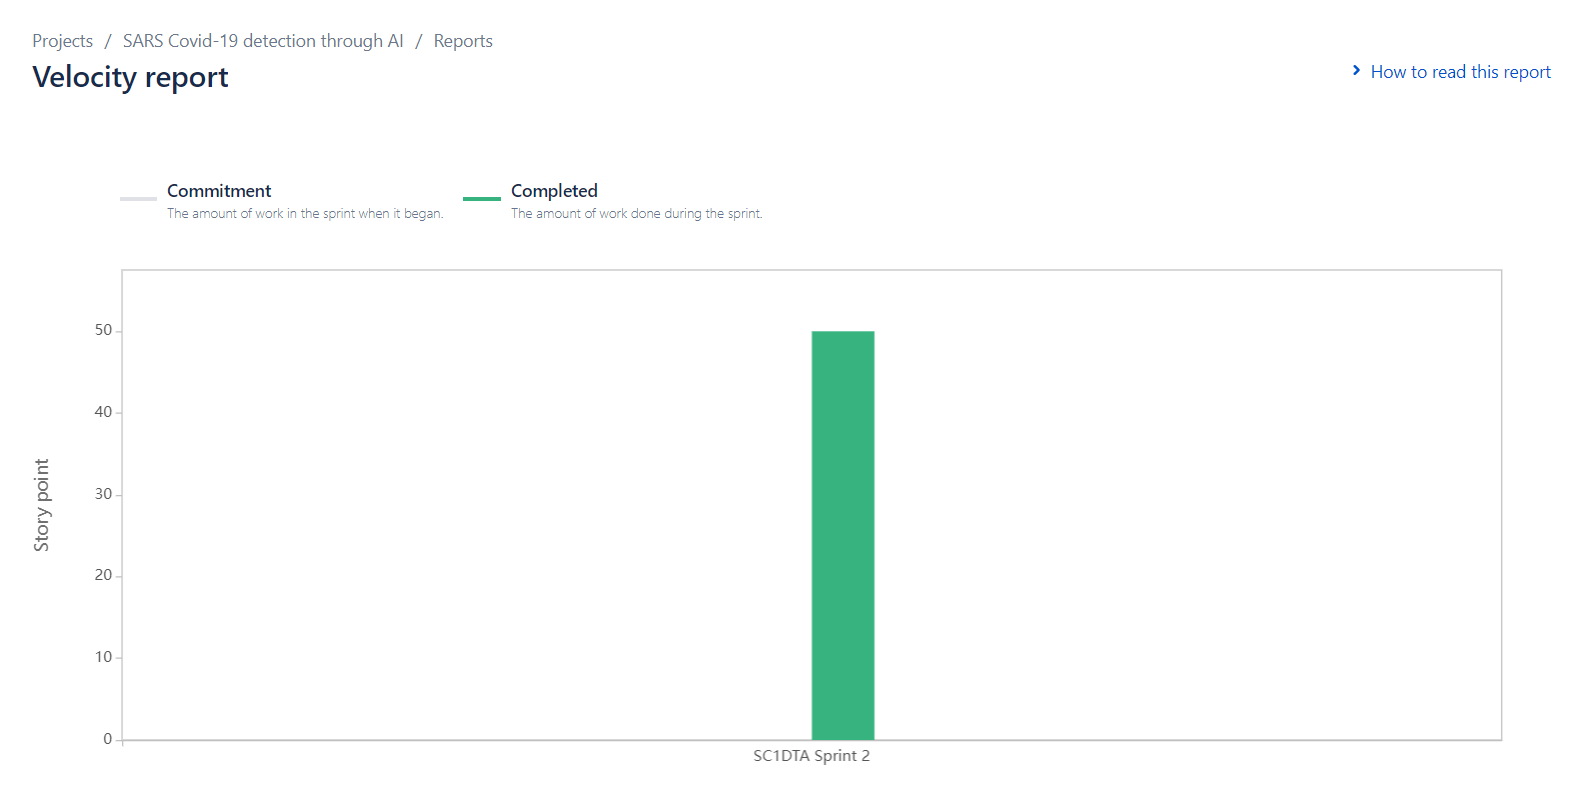 Projects / SARS Covid-19 detection through AI / Reports
Velocity report
How to read this report
Commitment
The amount of work in the sprint when it began.
Completed
The amount of work done during the sprint.
Story point
50
40
30
20
10
0
SC1DTA Sprint 2